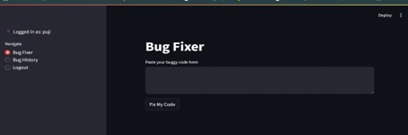 Deploy
Logged in as: puji
Navigate
Bug Fixer
Bug History
Logout
Bug Fixer
Paste your buggy code here:
Fix My Code